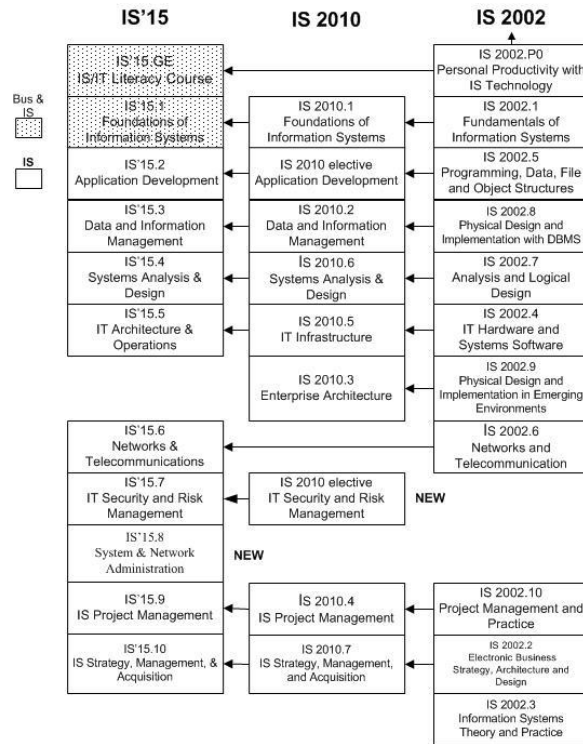 IS'15
IS 2010
IS 2002
Bus &
IS
IS
IS'15.GE
IS/IT Literacy Course
IS 2002.P0
Personal Productivity with
IS Technology
IS'15.1
Foundations of
Information Systems
IS 2010.1
Foundations of
Information Systems
IS 2002.1
Fundamentals of
Information Systems
IS'15.2
Application Development
IS 2010 elective
Application Development
IS 2002.5
Programming, Data, File
and Object Structures
IS'15.3
Data and Information
Management
IS 2010.2
Data and Information
Management
IS 2002.8
Physical Design and
Implementation with DBMS
IS'15.4
Systems Analysis &
Design
IS 2010.6
Systems Analysis &
Design
IS 2002.7
Analysis and Logical
Design
IS'15.5
IT Architecture &
Operations
IS 2010.5
IT Infrastructure
IS 2002.4
IT Hardware and
Systems Software
IS 2010.3
Enterprise Architecture
IS 2002.9
Physical Design and
Implementation in Emerging
Environments
IS'15.6
Networks &
Telecommunications
IS 2002.6
Networks and
Telecommunication
IS'15.7
IT Security and Risk
Management
IS 2010 elective
IT Security and Risk
Management
NEW
IS'15.8
System & Network
Administration
NEW
IS'15.9
IS Project Management
IS 2010.4
IS Project Management
IS 2002.10
Project Management and
Practice
IS'15.10
IS Strategy, Management, &
Acquisition
IS 2010.7
IS Strategy, Management,
and Acquisition
IS 2002.2
Electronic Business
Strategy, Architecture and
Design
IS 2002.3
Information Systems
Theory and Practice